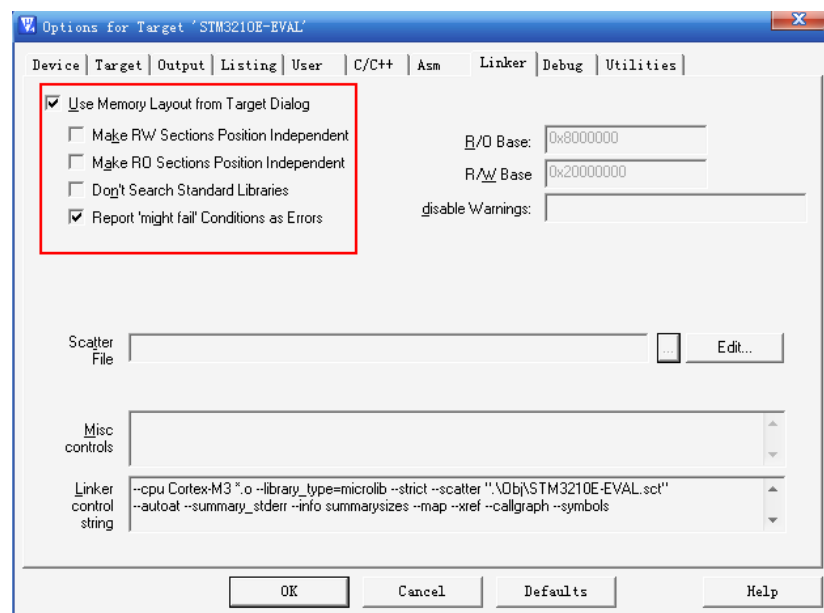 Options for Target 'STM3210E-EVAL'
Device Target Output Listing User C/C++ Asm Linker Debug Utilities
Use Memory Layout from Target Dialog
Make RW Sections Position Independent
Make RO Sections Position Independent
Don't Search Standard Libraries
Report 'might fail' Conditions as Errors
R/O Base: 0x8000000
R/W Base 0x20000000
disable Warnings:
Scatter
File
...
Edit...
Misc
controls
Linker
control
string
--cpu Cortex-M3 *.o --library_type=microlib --strict --scatter ".\Obj\STM3210E-EVAL.sct"
--autoat --summary_stderr --info summarysizes --map --xref --callgraph --symbols
OK Cancel Defaults Help